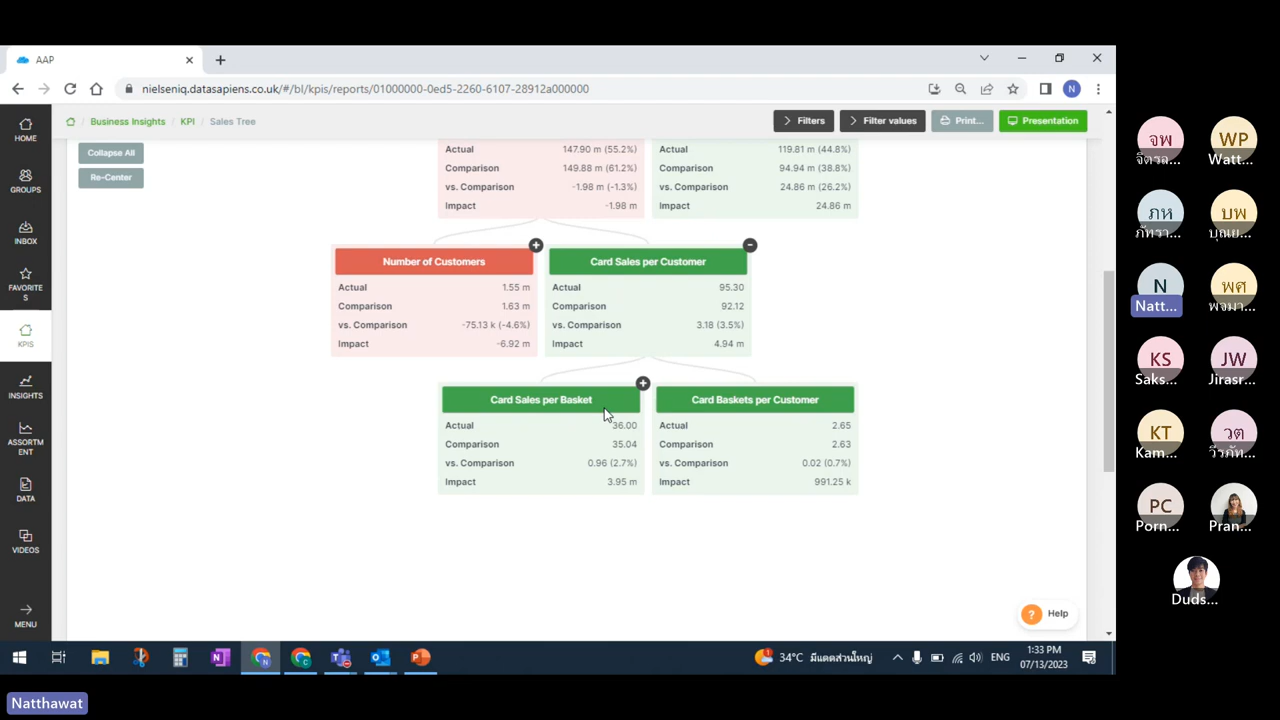 AAP
nielseniq.datasapiens.co.uk/#/bl/kpis/reports/01000000-0ed5-2260-6107-28912a000000
N
HOME
GROUPS
INBOX
FAVORITE
S
KPIS
INSIGHTS
ASSORTM
ENT
DATA
VIDEOS
MENU
/ Business Insights / KPI / Sales Tree
Filters
Filter values
Print...
Presentation
Collapse All
Re-Center
Actual 147.90 m (55.2%)
Comparison 149.88 m (61.2%)
vs. Comparison -1.98 m (-1.3%)
Impact -1.98 m
Actual 119.81 m (44.8%)
Comparison 94.94 m (38.8%)
vs. Comparison 24.86 m (26.2%)
Impact 24.86 m
Number of Customers
Actual 1.55 m
Comparison 1.63 m
vs. Comparison -75.13 k (-4.6%)
Impact -6.92 m
Card Sales per Customer
Actual 95.30
Comparison 92.12
vs. Comparison 3.18 (3.5%)
Impact 4.94 m
Card Sales per Basket
Actual 36.00
Comparison 35.04
vs. Comparison 0.96 (2.7%)
Impact 3.95 m
Card Baskets per Customer
Actual 2.65
Comparison 2.63
vs. Comparison 0.02 (0.7%)
Impact 991.25 k
? Help
34°C มีแดดส่วนใหญ่
ENG
1:33 PM
07/13/2023
จพ
จิตรล...
WP
Watt...
ภห
ภัทรา...
บพ
บุณย...
N
Natt...
พศ
พจมา...
KS
Saks...
JW
Jirasr...
KT
Kam...
วต
วีรภัท...
PC
Porn...
Pran...
Duds...
Natthawat